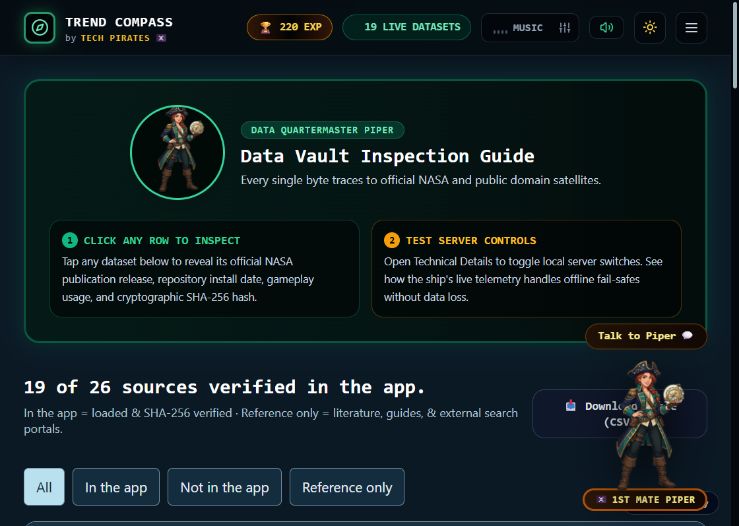 TREND COMPASS
by TECH PIRATES
220 EXP
19 LIVE DATASETS
MUSIC
DATA QUARTERMASTER PIPER
Data Vault Inspection Guide
Every single byte traces to official NASA and public domain satellites.
1 CLICK ANY ROW TO INSPECT
Tap any dataset below to reveal its official NASA
publication release, repository install date, gameplay
usage, and cryptographic SHA-256 hash.
2 TEST SERVER CONTROLS
Open Technical Details to toggle local server switches. See
how the ship's live telemetry handles offline fail-safes
without data loss.
Talk to Piper
19 of 26 sources verified in the app.
In the app = loaded & SHA-256 verified · Reference only = literature, guides, & external search
portals.
(CSV
All
In the app
Not in the app
Reference only
1ST MATE PIPER